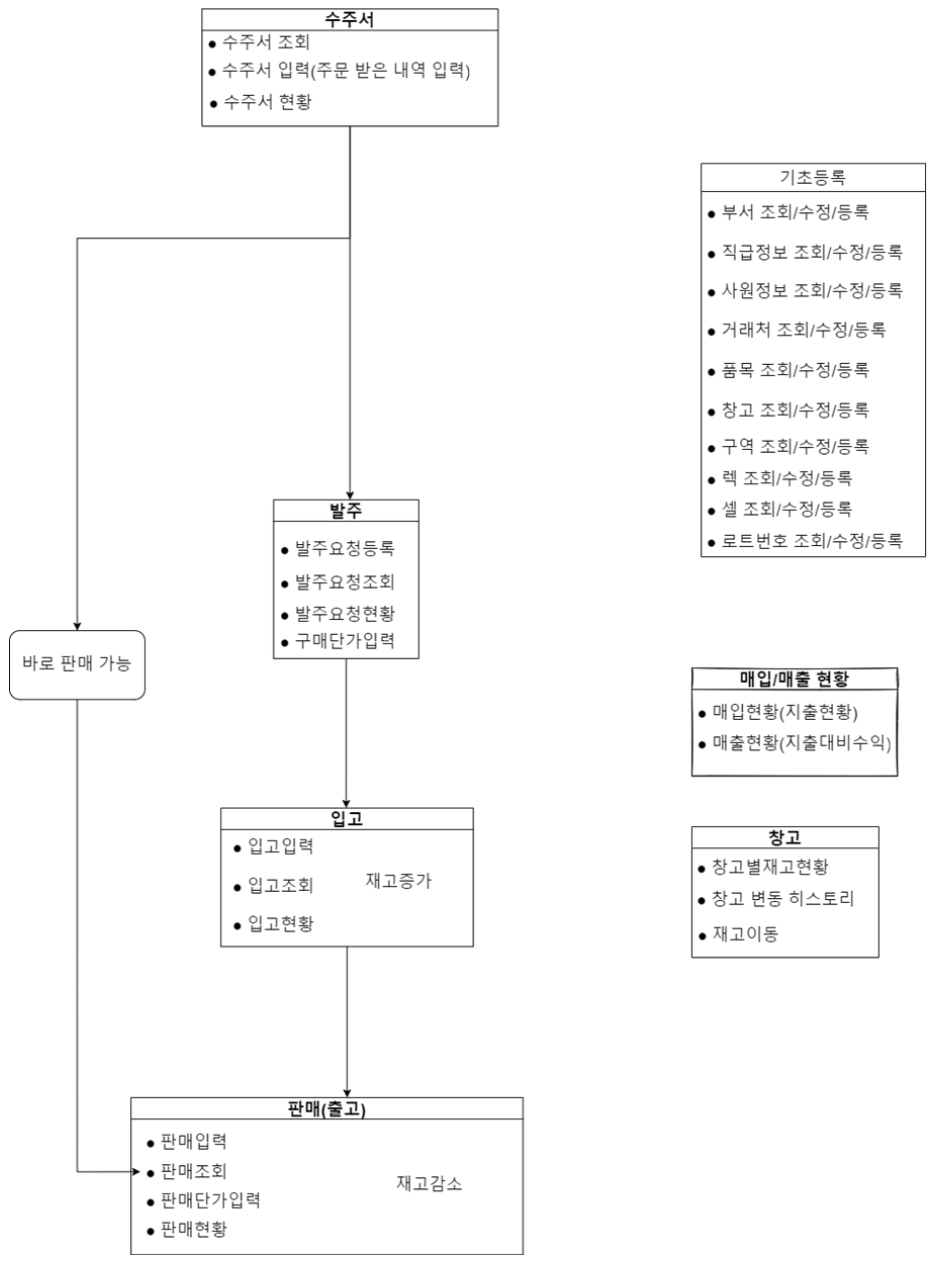 수주서
● 수주서 조회
● 수주서 입력(주문 받은 내역 입력)
● 수주서 현황
기초등록
● 부서 조회/수정/등록
● 직급정보 조회/수정/등록
● 사원정보 조회/수정/등록
● 거래처 조회/수정/등록
● 품목 조회/수정/등록
● 창고 조회/수정/등록
● 구역 조회/수정/등록
● 렉 조회/수정/등록
● 셀 조회/수정/등록
● 로트번호 조회/수정/등록
발주
● 발주요청등록
● 발주요청조회
● 발주요청현황
● 구매단가입력
바로 판매 가능
매입/매출 현황
● 매입현황(지출현황)
● 매출현황(지출대비수익)
입고
● 입고입력
● 입고조회
● 입고현황
재고증가
창고
● 창고별재고현황
● 창고 변동 히스토리
● 재고이동
판매(출고)
● 판매입력
● 판매조회
● 판매단가입력
● 판매현황
재고감소